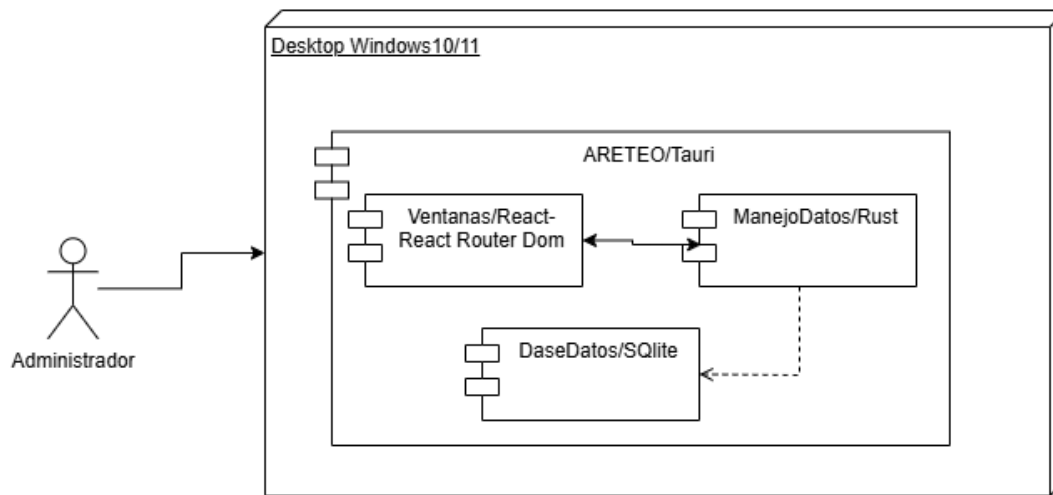 Desktop Windows10/11
ARETEO/Tauri
Ventanas/React-
React Router Dom
ManejoDatos/Rust
DaseDatos/SQlite
Administrador